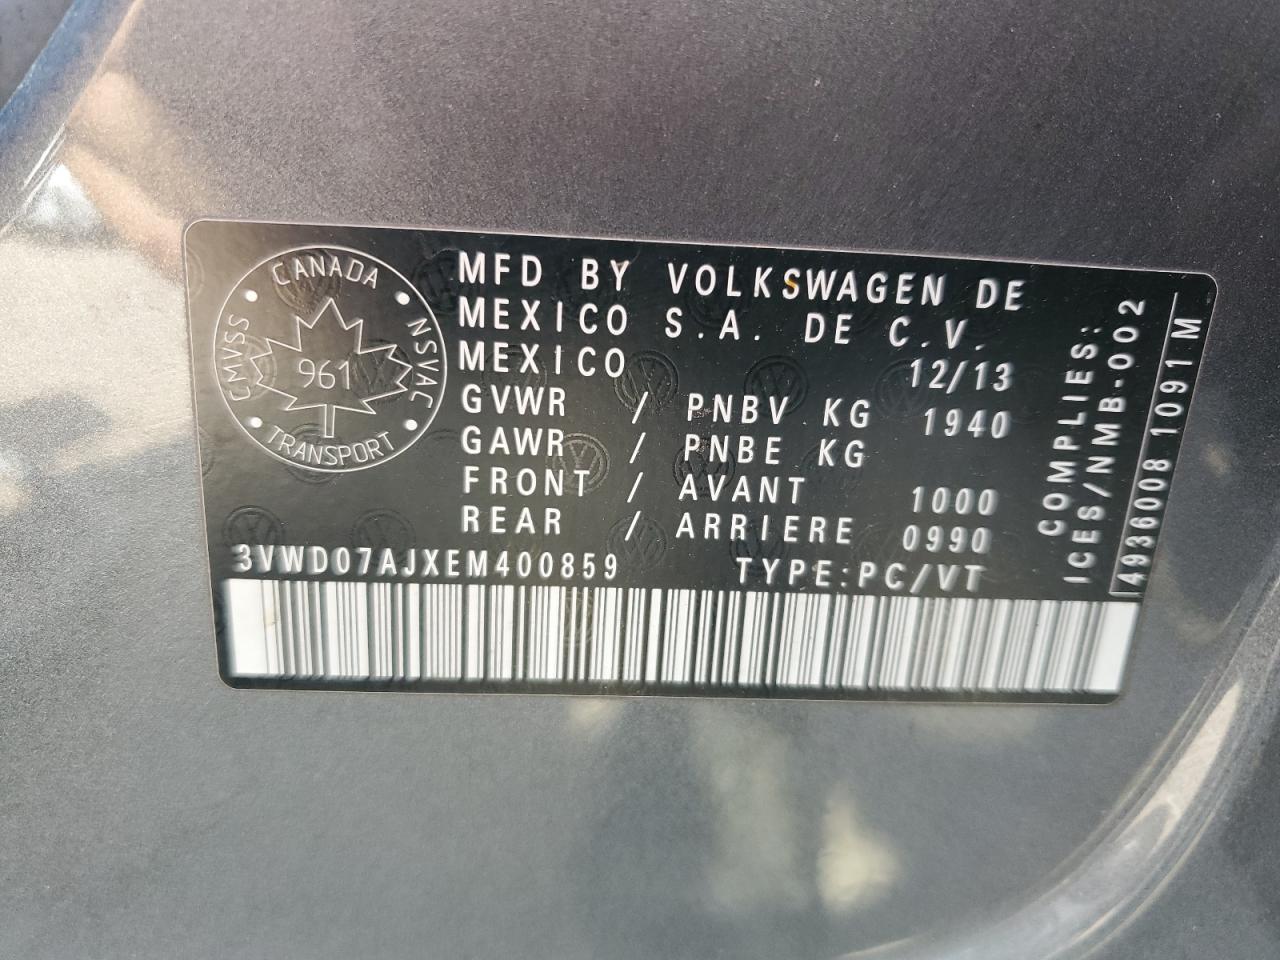 CANADA
CMVSS
NSVAC
961
TRANSPORT
MFD BY VOLKSWAGEN DE
MEXICO S.A. DE C.V.
MEXICO 12/13
GVWR / PNBV KG 1940
GAWR / PNBE KG
FRONT / AVANT 1000
REAR / ARRIERE 0990
3VWD07AJXEM400859 TYPE:PC/VT
COMPLIES:
ICES/NMB-002
4936008 1091 M